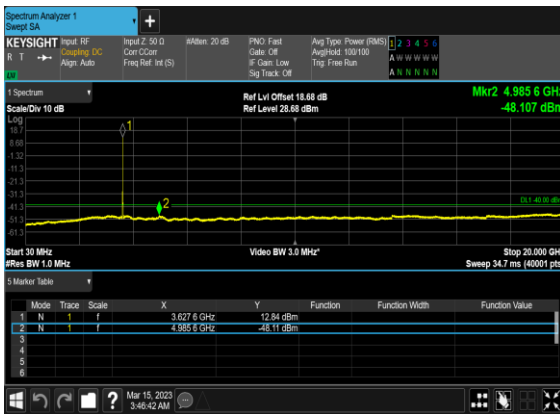 Spectrum Analyzer 1
Swept SA
KEYSIGHT
R T
Input: RF
Coupling: DC
Align: Auto
Input Z: 50 Ω
Corr CCorr
Freq Ref: Int (S)
#Atten: 20 dB
PNO: Fast
Gate: Off
IF Gain: Low
Sig Track: Off
Avg Type: Power (RMS)
Avg|Hold: 100/100
Trig: Free Run
1 2 3 4 5 6
A W W W W W
A N N N N N
1 Spectrum
Scale/Div 10 dB
Ref Lvl Offset 18.68 dB
Ref Level 28.68 dBm
Mkr2 4.985 6 GHz
-48.107 dBm
Log
18.7
8.68
-1.32
-11.3
-21.3
-31.3
-41.3
-51.3
-61.3
1
2
DL1 -40.00 dBm
Start 30 MHz
#Res BW 1.0 MHz
Video BW 3.0 MHz*
Stop 20.000 GHz
Sweep 34.7 ms (40001 pts
5 Marker Table
Mode Trace Scale X Y Function Function Width Function Value
1 N 1 f 3.627 6 GHz 12.84 dBm
2 N 1 f 4.985 6 GHz -48.11 dBm
3
4
5
6
?
Mar 15, 2023
3:46:42 AM